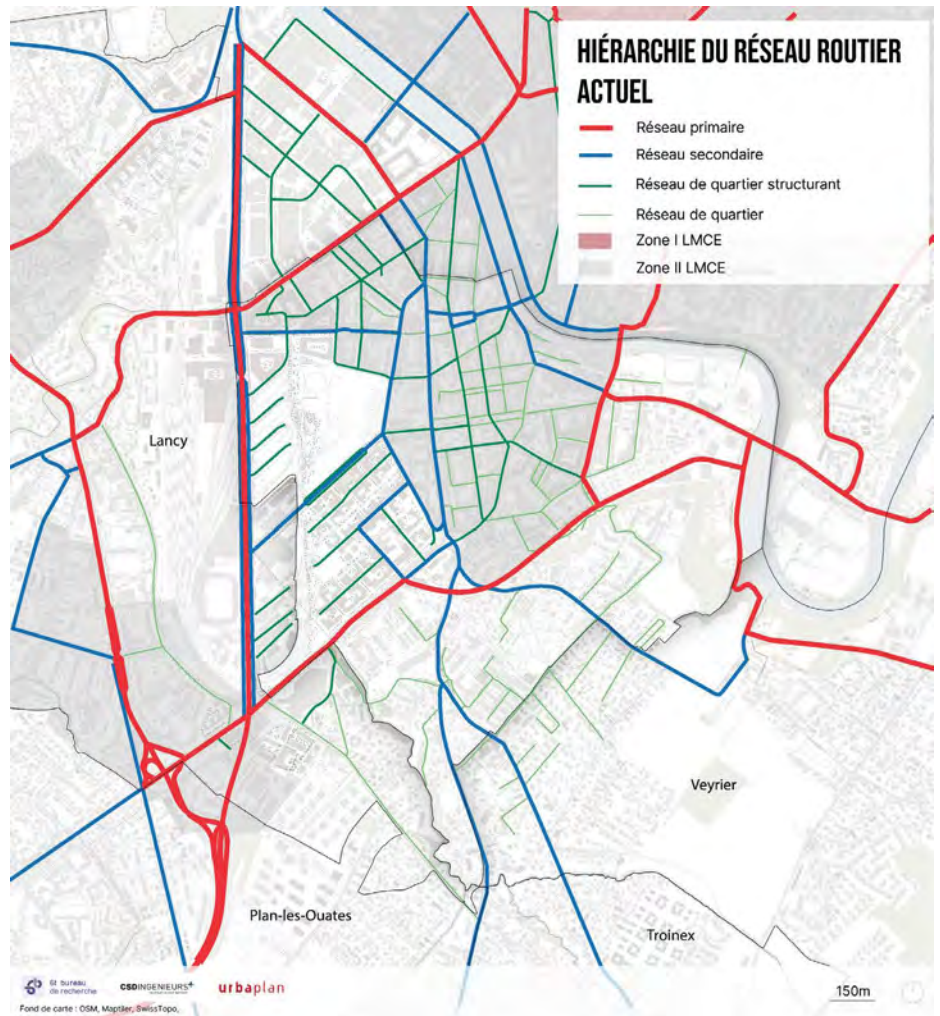 HIÉRARCHIE DU RÉSEAU ROUTIER
ACTUEL
Réseau primaire
Réseau secondaire
Réseau de quartier structurant
Réseau de quartier
Zone I LMCE
Zone II LMCE
Lancy
Veyrier
Plan-les-Ouates
Troinex
6t bureau
de recherche
CSDINGENIEURS+
urbaplan
150m
Fond de carte : OSM, Maptiler, SwissTopo,